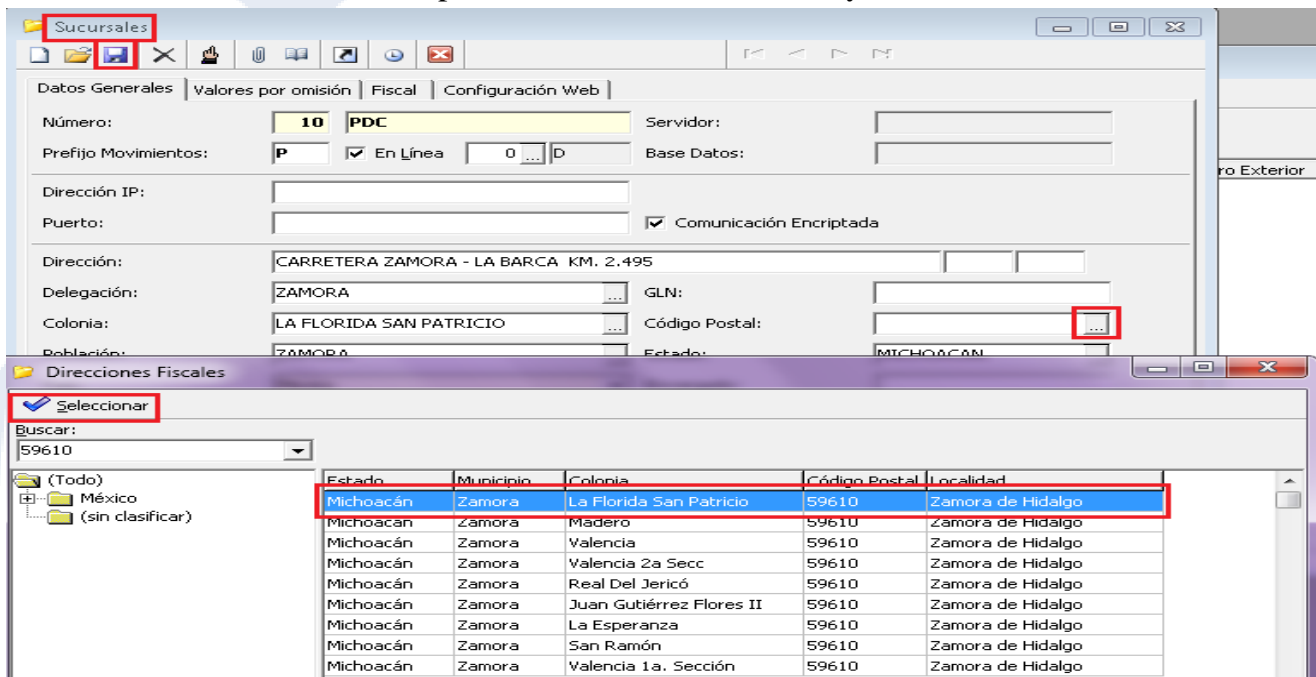 Sucursales
Datos Generales Valores por omisión Fiscal Configuración Web
Número: 10 PDC Servidor:
Prefijo Movimientos: P En Línea 0 ... D Base Datos:
ro Exterior
Dirección IP:
Puerto: Comunicación Encriptada
Dirección: CARRETERA ZAMORA - LA BARCA KM. 2.495
Delegación: ZAMORA ... GLN:
Colonia: LA FLORIDA SAN PATRICIO ... Código Postal: ...
Población: ZAMORA Estado: MICHOACAN
Direcciones Fiscales
Seleccionar
Buscar:
59610
(Todo)
México
(sin clasificar)
Estado Municipio Colonia Código Postal Localidad
Michoacán Zamora La Florida San Patricio 59610 Zamora de Hidalgo
Michoacán Zamora Madero 59610 Zamora de Hidalgo
Michoacán Zamora Valencia 59610 Zamora de Hidalgo
Michoacán Zamora Valencia 2a Secc 59610 Zamora de Hidalgo
Michoacán Zamora Real Del Jericó 59610 Zamora de Hidalgo
Michoacán Zamora Juan Gutiérrez Flores II 59610 Zamora de Hidalgo
Michoacán Zamora La Esperanza 59610 Zamora de Hidalgo
Michoacán Zamora San Ramón 59610 Zamora de Hidalgo
Michoacán Zamora Valencia 1a. Sección 59610 Zamora de Hidalgo